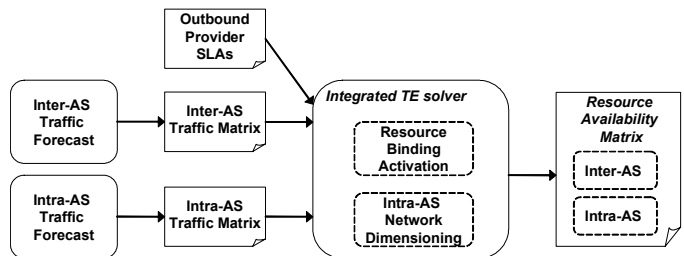 Outbound
Provider
SLAs
Inter-AS
Traffic
Forecast
Inter-AS
Traffic Matrix
Integrated TE solver
Resource
Binding
Activation
Resource
Availability
Matrix
Inter-AS
Intra-AS
Intra-AS
Traffic
Forecast
Intra-AS
Traffic Matrix
Intra-AS
Network
Dimensioning